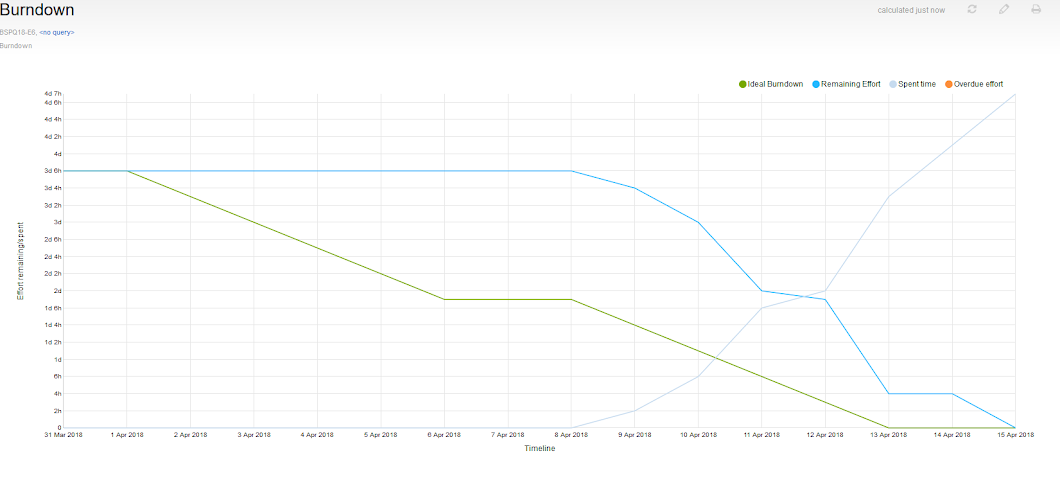 Burndown
calculated just now
BSPQ18-E6, <no query>
Burndown
Ideal Burndown Remaining Effort Spent time Overdue effort
4d 7h
4d 6h
4d 4h
4d 2h
4d
3d 6h
3d 4h
3d 2h
3d
2d 6h
2d 4h
2d 2h
2d
1d 6h
1d 4h
1d 2h
1d
6h
4h
2h
0
Effort remaining/spent
31 Mar 2018 1 Apr 2018 2 Apr 2018 3 Apr 2018 4 Apr 2018 5 Apr 2018 6 Apr 2018 7 Apr 2018 8 Apr 2018 9 Apr 2018 10 Apr 2018 11 Apr 2018 12 Apr 2018 13 Apr 2018 14 Apr 2018 15 Apr 2018
Timeline